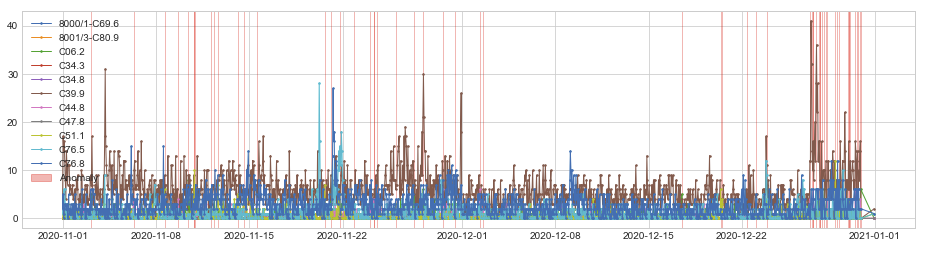 40
30
20
10
0
8000/1-C69.6
8001/3-C80.9
C06.2
C34.3
C34.8
C39.9
C44.8
C47.8
C51.1
C76.5
C76.8
Anomaly
2020-11-01
2020-11-08
2020-11-15
2020-11-22
2020-12-01
2020-12-08
2020-12-15
2020-12-22
2021-01-01